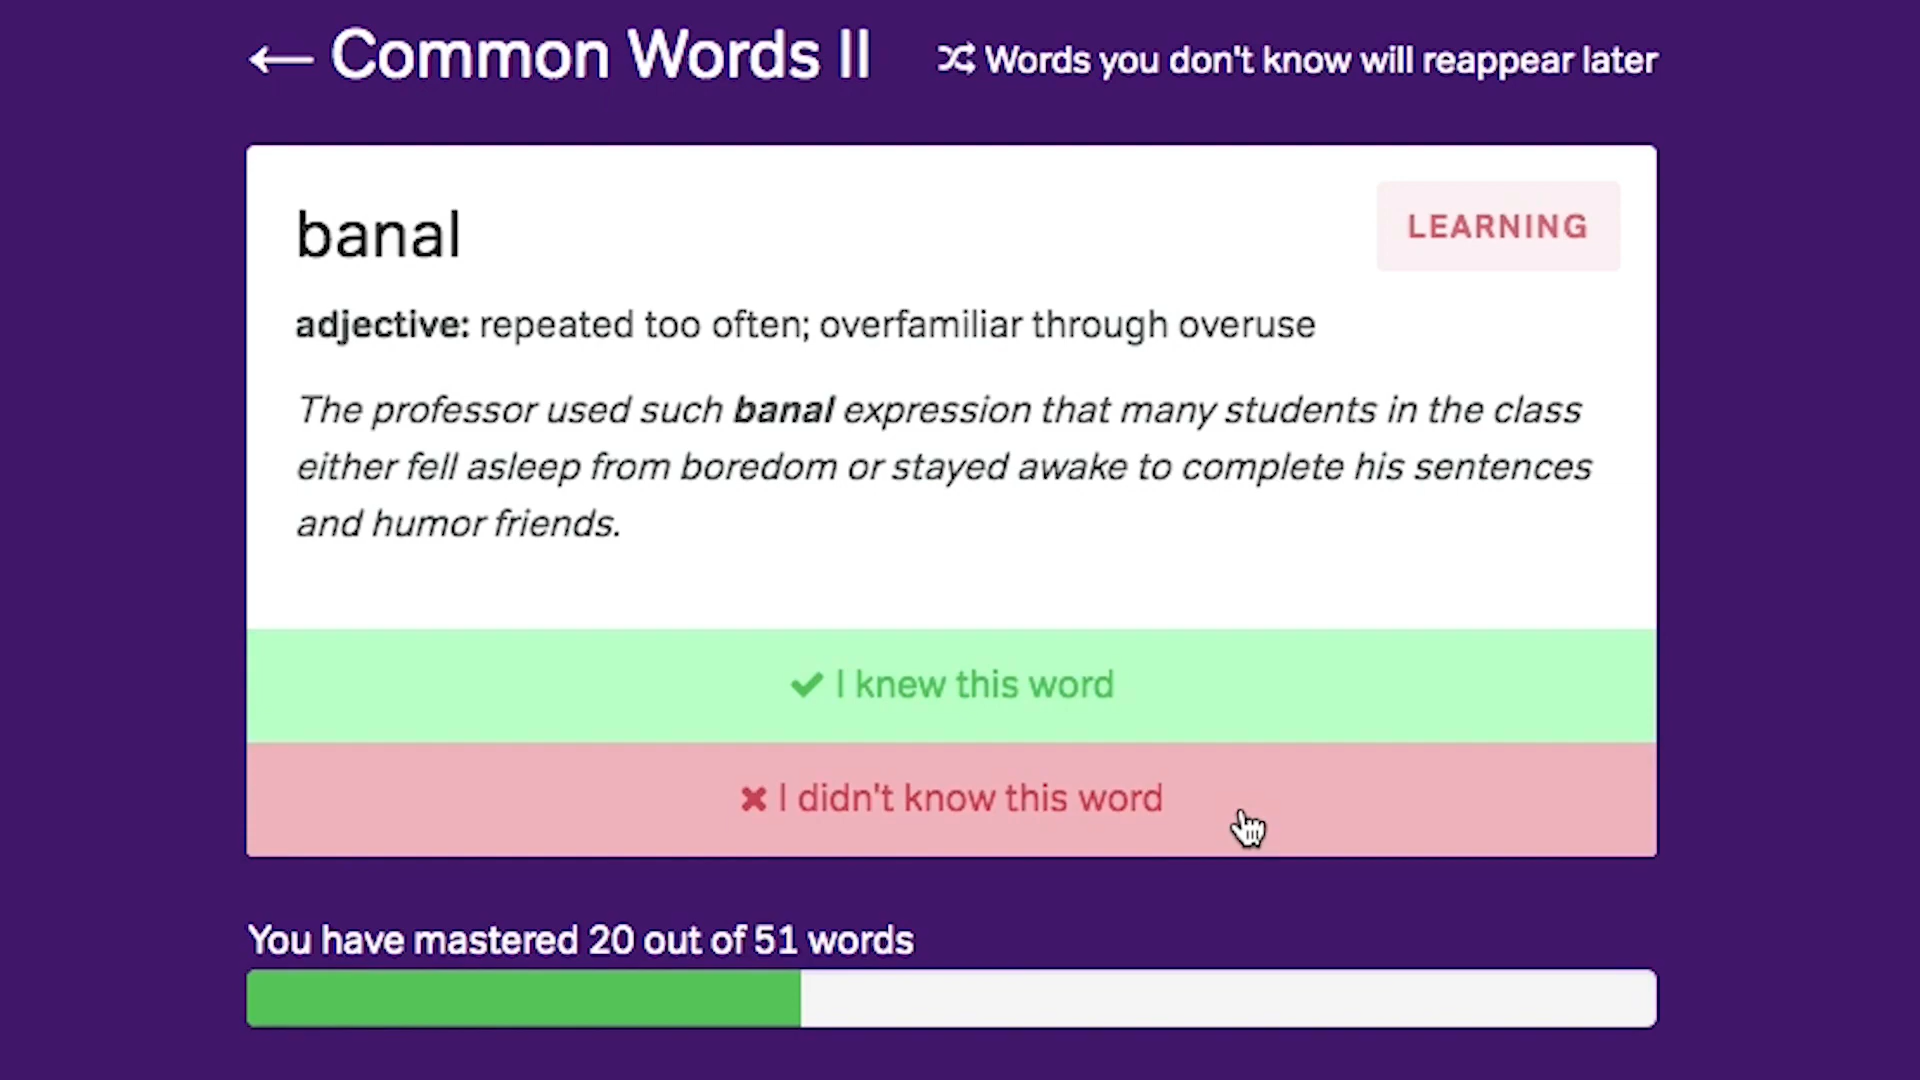 ← Common Words II
Words you don't know will reappear later
banal
LEARNING
adjective: repeated too often; overfamiliar through overuse
The professor used such banal expression that many students in the class
either fell asleep from boredom or stayed awake to complete his sentences
and humor friends.
I knew this word
I didn't know this word
You have mastered 20 out of 51 words